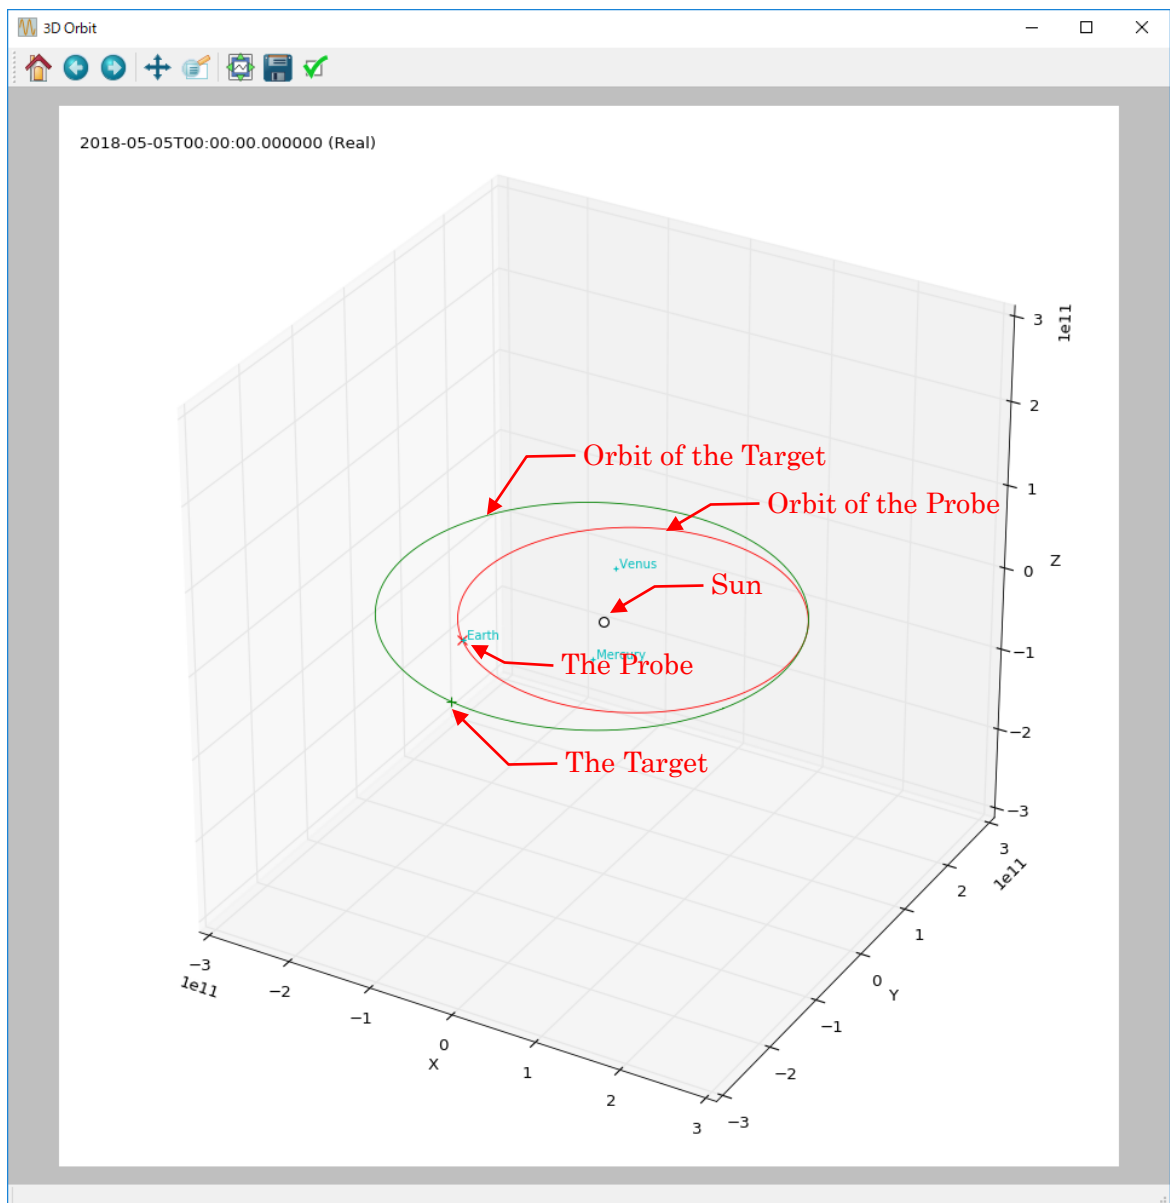 3D Orbit
2018-05-05T00:00:00.000000 (Real)
3
1e11
2
Orbit of the Target
1
Orbit of the Probe
Venus
0
Z
Sun
Earth
Mercury
−1
The Probe
−2
The Target
−3
3
1e11
2
1
0
Y
−1
−2
−3
−3
1e11
−2
−1
0
X
1
2
3